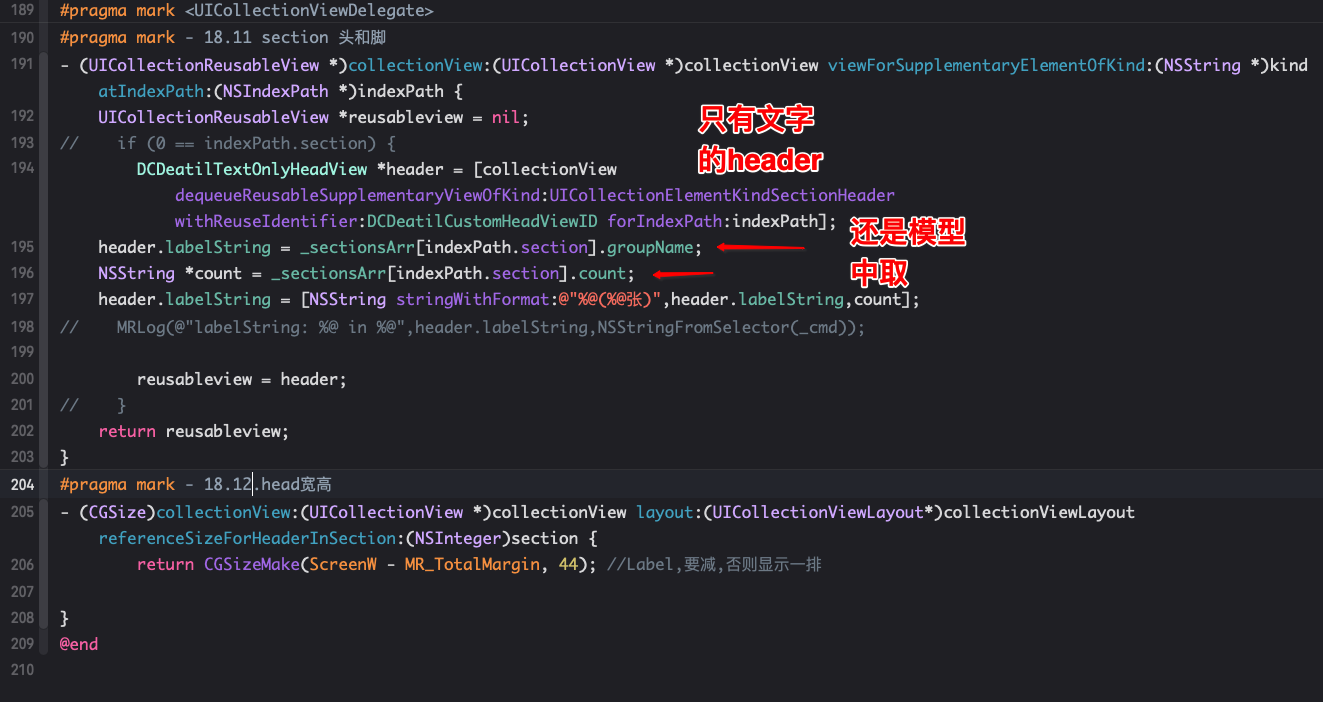 189 #pragma mark <UICollectionViewDelegate>
190 #pragma mark - 18.11 section 头和脚
191 - (UICollectionReusableView *)collectionView:(UICollectionView *)collectionView viewForSupplementaryElementOfKind:(NSString *)kind
atIndexPath:(NSIndexPath *)indexPath {
192 UICollectionReusableView *reusableview = nil;
只有文字
193 // if (0 == indexPath.section) {
的header
194 DCDeatilTextOnlyHeadView *header = [collectionView
dequeueReusableSupplementaryViewOfKind:UICollectionElementKindSectionHeader
withReuseIdentifier:DCDeatilCustomHeadViewID forIndexPath:indexPath];
还是模型
195 header.labelString = _sectionsArr[indexPath.section].groupName;
196 NSString *count = _sectionsArr[indexPath.section].count;
中取
197 header.labelString = [NSString stringWithFormat:@"%@(%@张)",header.labelString,count];
198 // MRLog(@"labelString: %@ in %@",header.labelString,NSStringFromSelector(_cmd));
199
200 reusableview = header;
201 // }
202 return reusableview;
203 }
204 #pragma mark - 18.12.head宽高
205 - (CGSize)collectionView:(UICollectionView *)collectionView layout:(UICollectionViewLayout*)collectionViewLayout
referenceSizeForHeaderInSection:(NSInteger)section {
206 return CGSizeMake(ScreenW - MR_TotalMargin, 44); //Label,要减,否则显示一排
207
208 }
209 @end
210